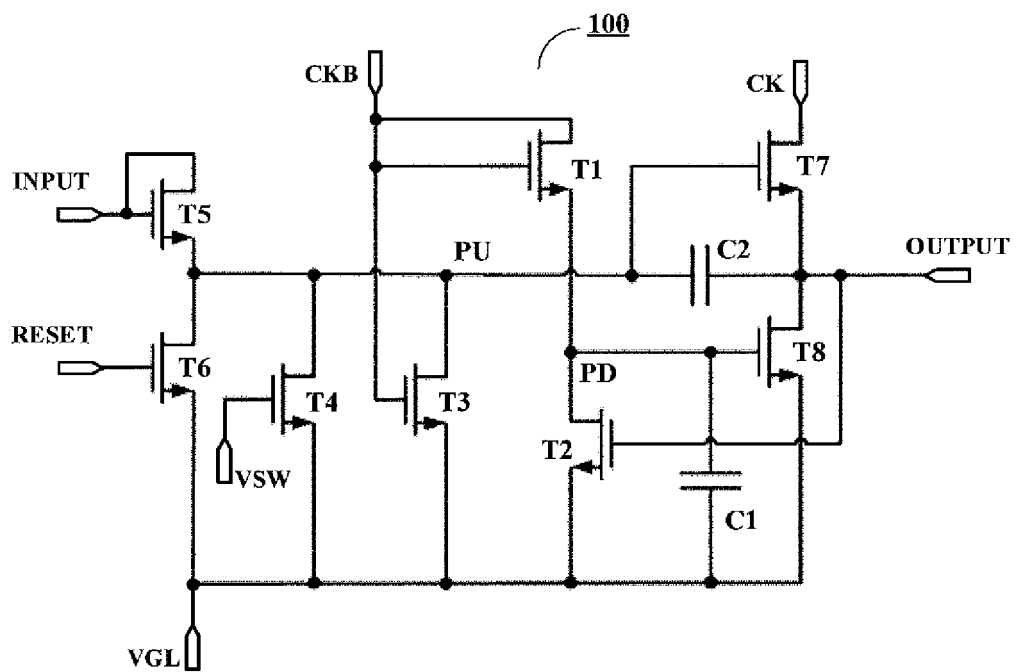 100
CKB
CK
T1
T7
INPUT
T5
PU
C2
OUTPUT
RESET
T6
T4
T3
PD
T8
T2
VSW
C1
VGL